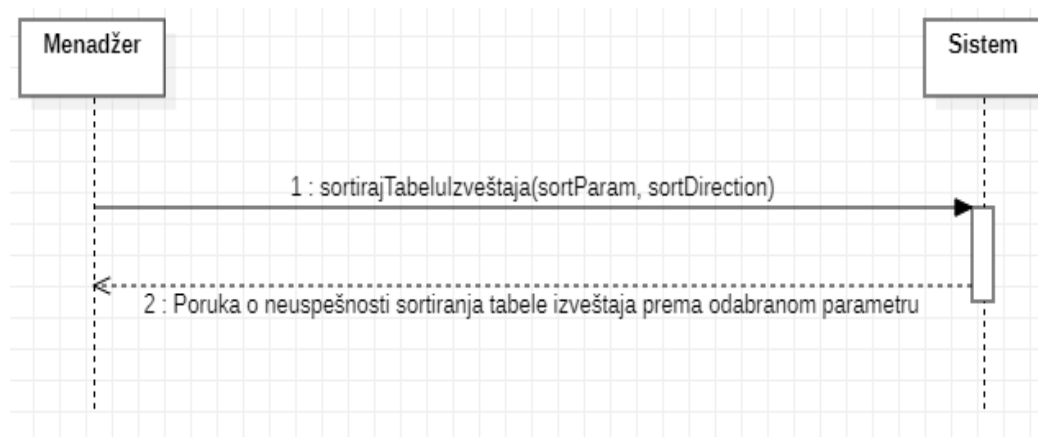 Menadžer
Sistem
1 : sortirajTabeluIzveštaja(sortParam, sortDirection)
2 : Poruka o neuspešnosti sortiranja tabele izveštaja prema odabranom parametru